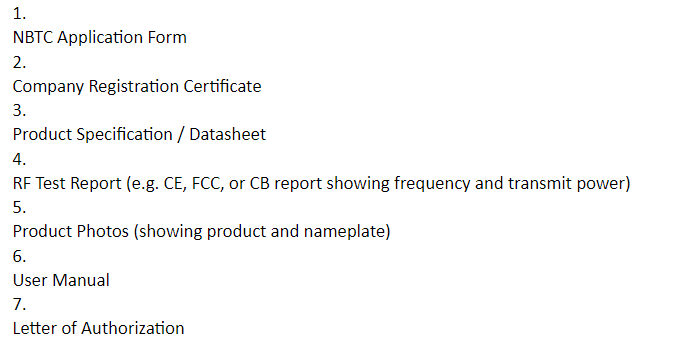 1.
NBTC Application Form
2.
Company Registration Certificate
3.
Product Specification / Datasheet
4.
RF Test Report (e.g. CE, FCC, or CB report showing frequency and transmit power)
5.
Product Photos (showing product and nameplate)
6.
User Manual
7.
Letter of Authorization